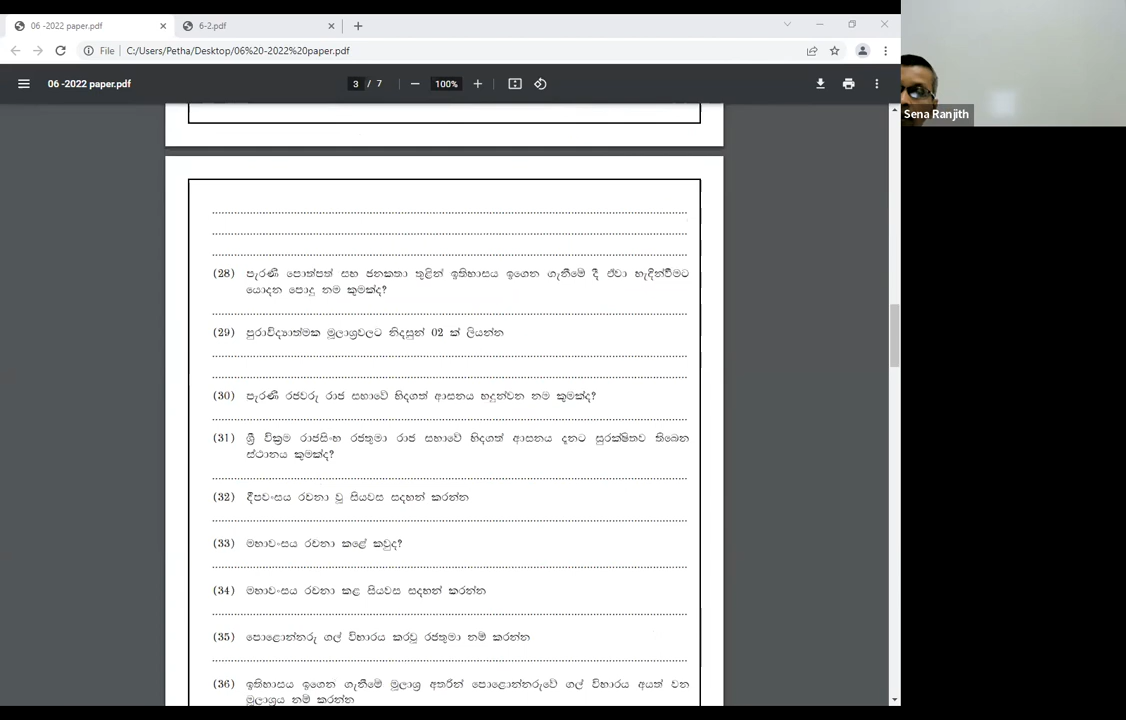 06 -2022 paper.pdf
6-2.pdf
File C:/Users/Petha/Desktop/06%20-2022%20paper.pdf
06 -2022 paper.pdf
3 / 7
100%
Sena Ranjith
(28) පැරණි පොත්පත් සහ ජනකතා තුළින් ඉතිහාසය ඉගෙන ගැනීමේ දී ඒවා හැඳින්වීමට
යොදන පොදු නම කුමක්ද?
(29) පුරාවිද්‍යාත්මක මූලාශ්‍රවලට නිදසුන් 02 ක් ලියන්න
(30) පැරණි රජවරු රාජ සභාවේ හිඳගත් ආසනය හඳුන්වන නම කුමක්ද?
(31) ශ්‍රී වික්‍රම රාජසිංහ රජතුමා රාජ සභාවේ හිඳගත් ආසනය දැනට සුරක්ෂිතව තිබෙන
ස්ථානය කුමක්ද?
(32) දීපවංසය රචනා වූ සියවස සඳහන් කරන්න
(33) මහාවංසය රචනා කළේ කවුද?
(34) මහාවංසය රචනා කළ සියවස සඳහන් කරන්න
(35) පොළොන්නරු ගල් විහාරය කරවූ රජතුමා නම් කරන්න
(36) ඉතිහාසය ඉගෙන ගැනීමේ මූලාශ්‍ර අතරින් පොළොන්නරුවේ ගල් විහාරය අයත් වන
මූලාශ්‍රය නම් කරන්න